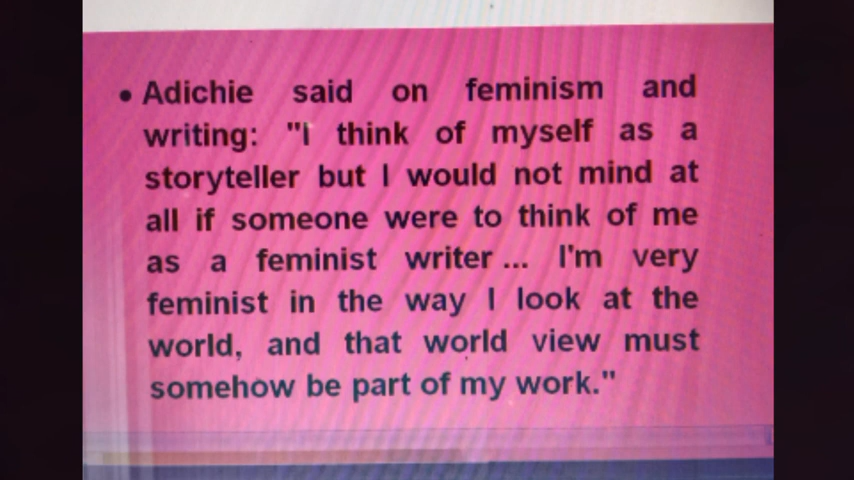 • Adichie said on feminism and
writing: "I think of myself as a
storyteller but I would not mind at
all if someone were to think of me
as a feminist writer ... I'm very
feminist in the way I look at the
world, and that world view must
somehow be part of my work."